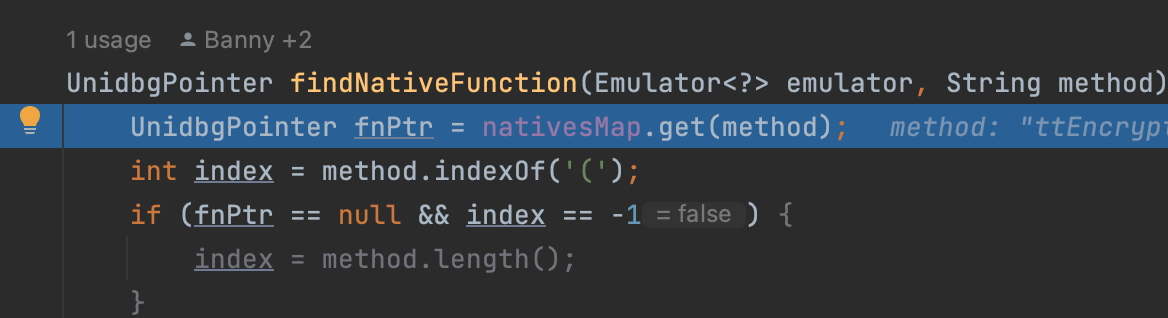 1 usage Banny +2
UnidbgPointer findNativeFunction(Emulator<?> emulator, String method)
UnidbgPointer fnPtr = nativesMap.get(method); method: "ttEncrypt
int index = method.indexOf('(');
if (fnPtr == null && index == -1 = false ) {
index = method.length();
}